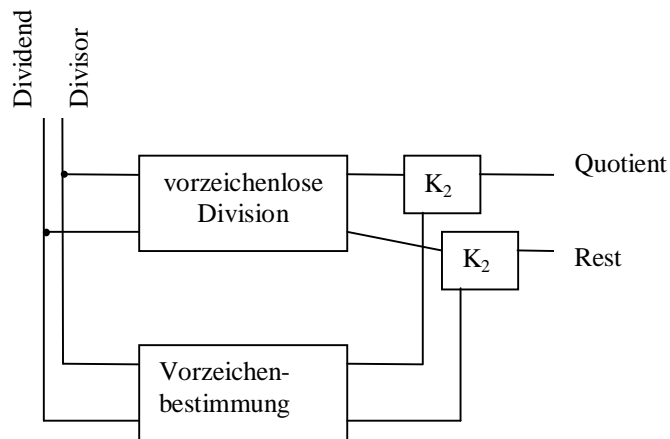 Dividend
Divisor
vorzeichenlose
Division
K₂
Quotient
K₂
Rest
Vorzeichen-
bestimmung